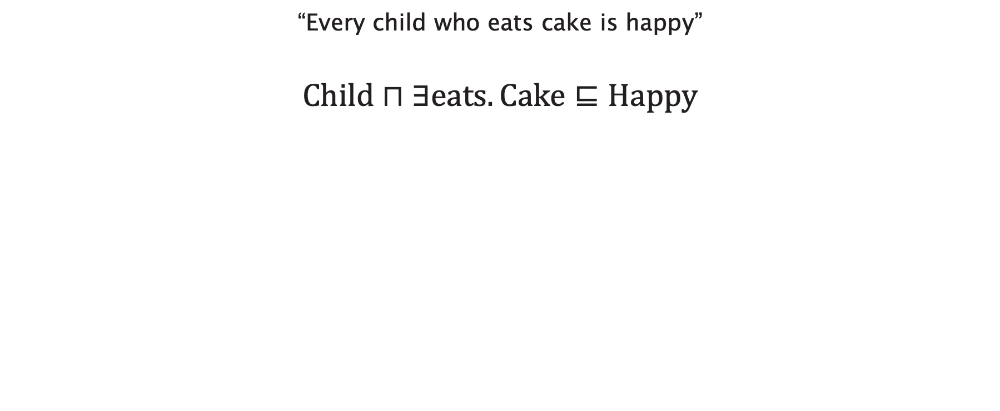 “Every child who eats cake is happy”
Child ⊓ ∃eats. Cake ⊑ Happy